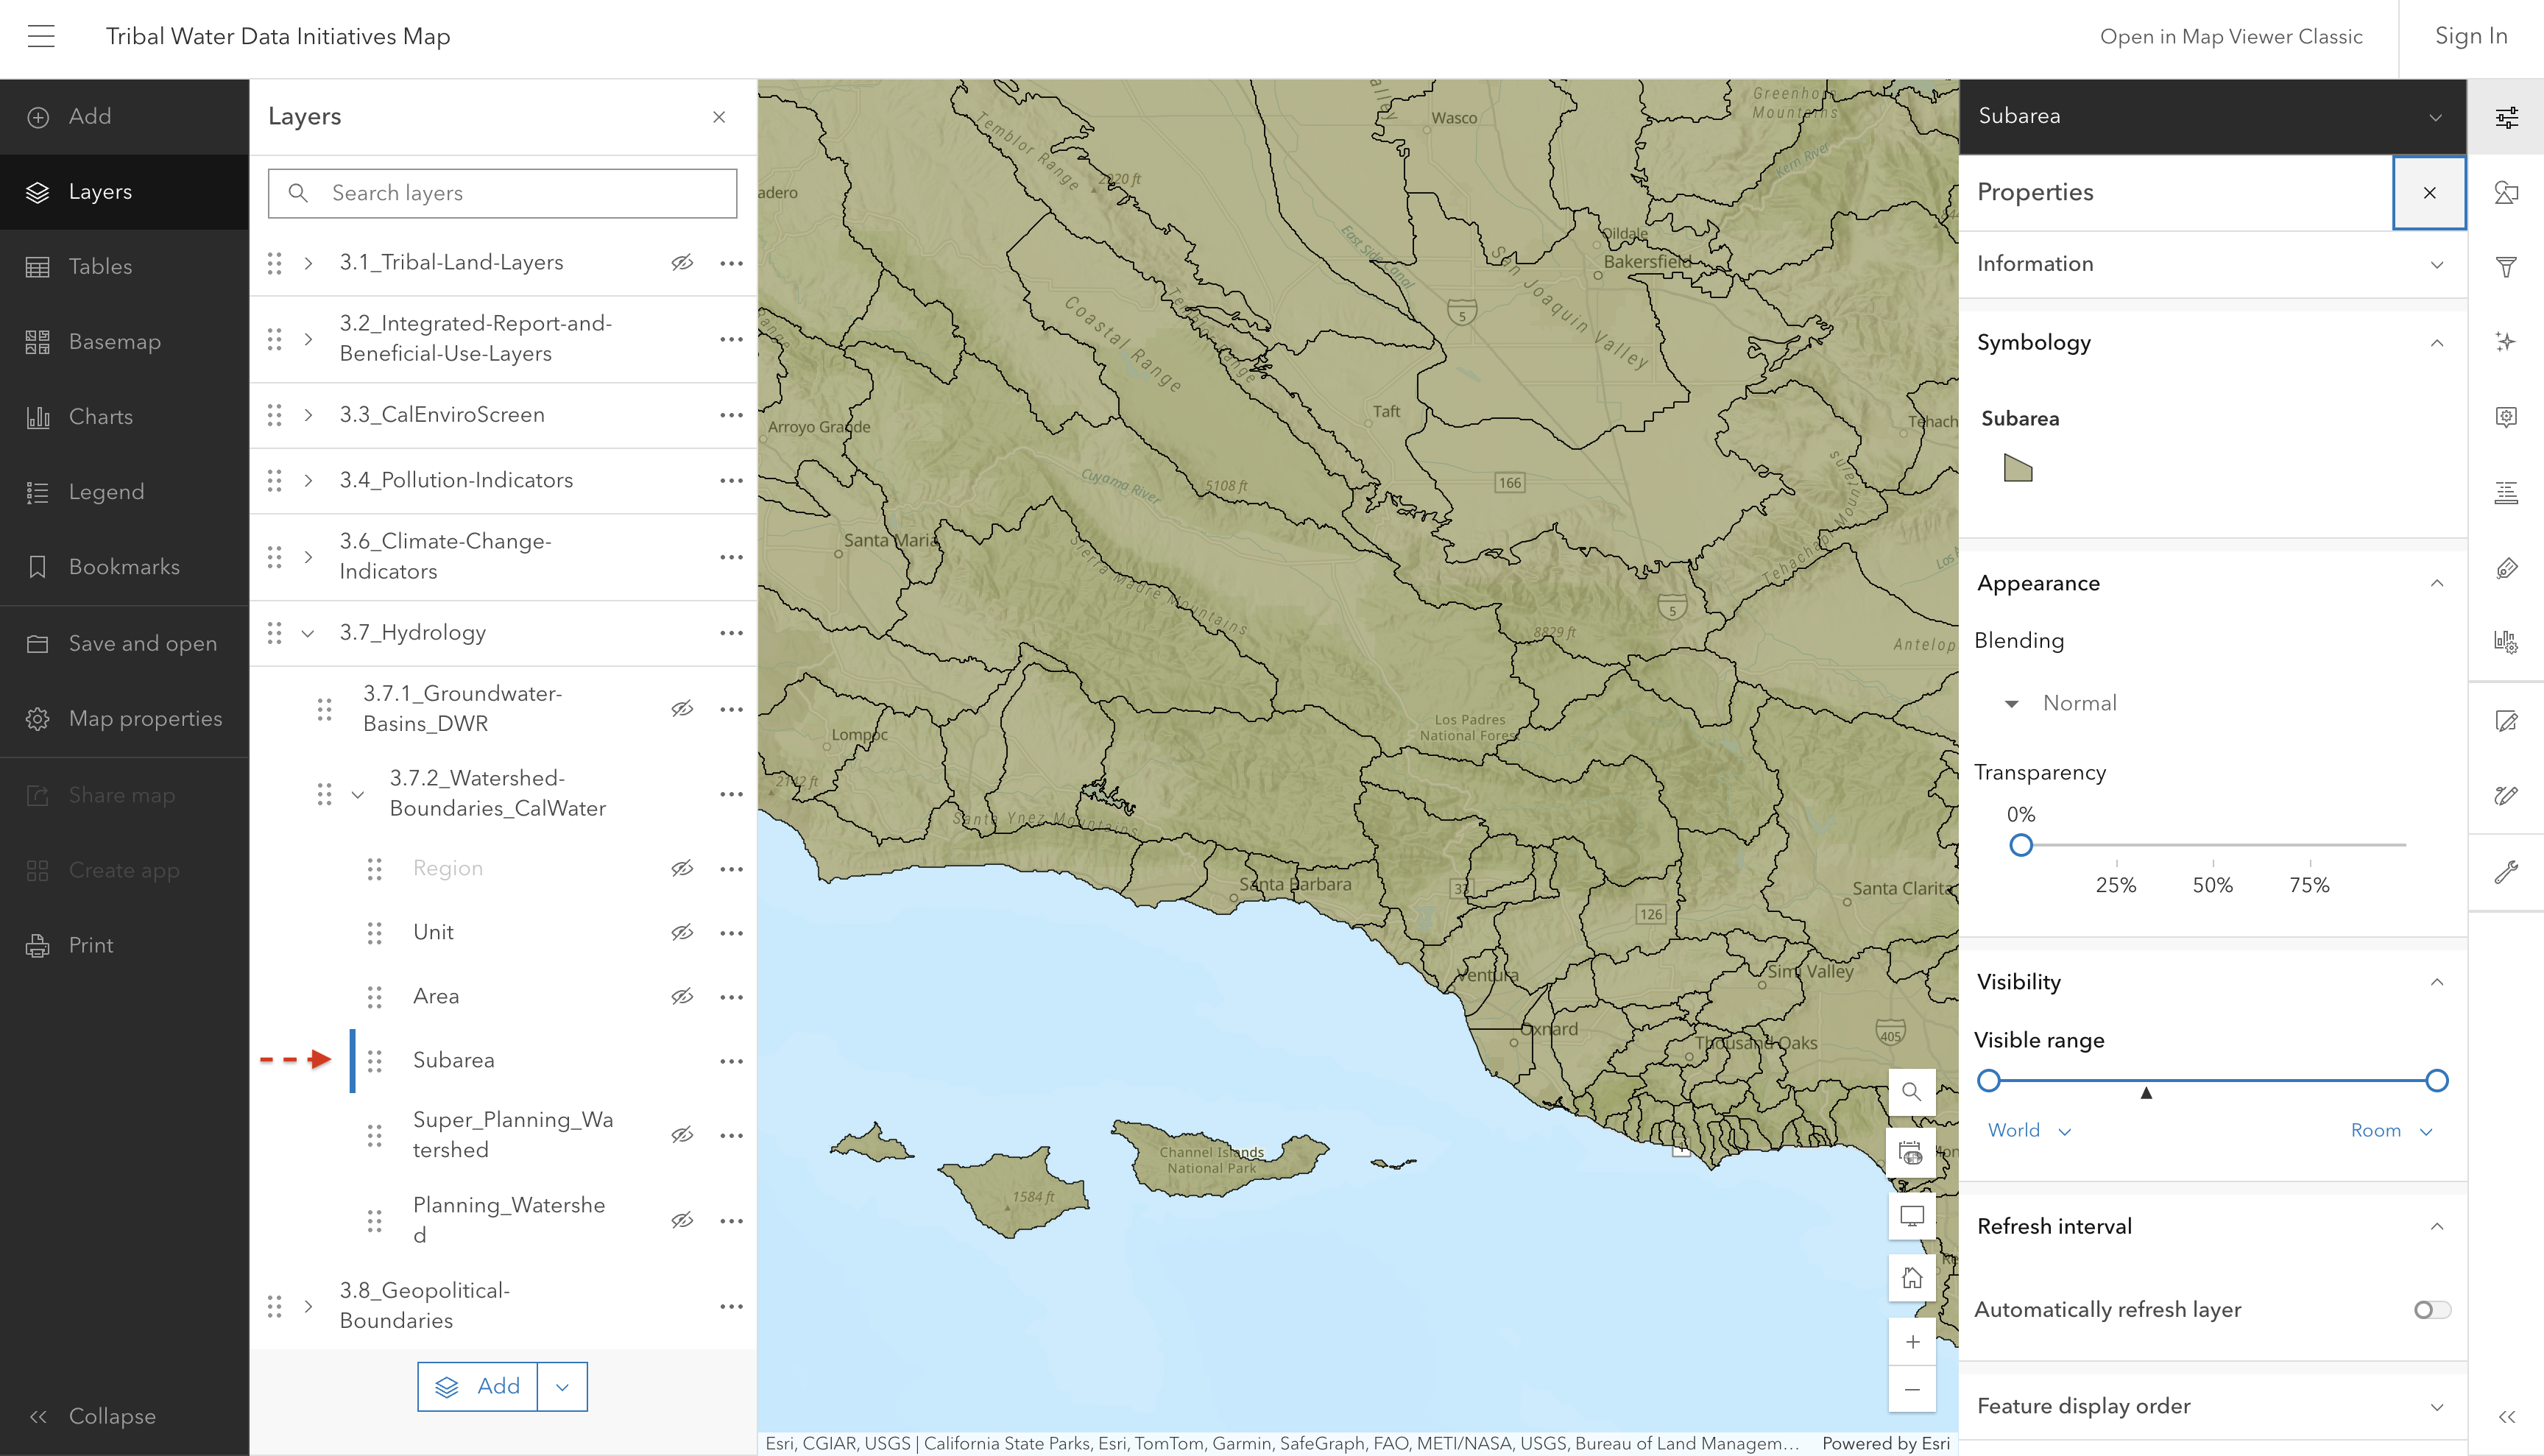 Tribal Water Data Initiatives Map
Open in Map Viewer Classic
Sign In
Add
Layers
Tables
Basemap
Charts
Legend
Bookmarks
Save and open
Map properties
Share map
Create app
Print
Collapse
Layers
Search layers
3.1_Tribal-Land-Layers
3.2_Integrated-Report-and-
Beneficial-Use-Layers
3.3_CalEnviroScreen
3.4_Pollution-Indicators
3.6_Climate-Change-
Indicators
3.7_Hydrology
3.7.1_Groundwater-
Basins_DWR
3.7.2_Watershed-
Boundaries_CalWater
Region
Unit
Area
Subarea
Super_Planning_Wa
tershed
Planning_Watershe
d
3.8_Geopolitical-
Boundaries
Add
Valley
Wasco
Greenhorn
Mountains
Kern River
Temblor Range
2020 ft
adero
Oildale
Bakersfield
East Side Canal
San Joaquin Valley
5
Coastal Range
Temblor Range
Range
Taft
Tehach
Arroyo Grande
Cuyama River
5108 ft
166
Santa Maria
Sierra Madre Mountains
Tehachapi Mountains
Los
5
8829 ft
Antelop
Los Padres
National Forest
Lompoc
2142 ft
Santa Ynez Mountains
Santa Barbara
33
126
Santa Clarita
Ventura
Simi Valley
Oxnard
Thousand Oaks
405
1
Channel Islands
National Park
1584 ft
Esri, CGIAR, USGS | California State Parks, Esri, TomTom, Garmin, SafeGraph, FAO, METI/NASA, USGS, Bureau of Land Managem...
Powered by Esri
Subarea
Properties
Information
Symbology
Subarea
Appearance
Blending
Normal
Transparency
0%
25%
50%
75%
Visibility
Visible range
World
Room
Refresh interval
Automatically refresh layer
Feature display order